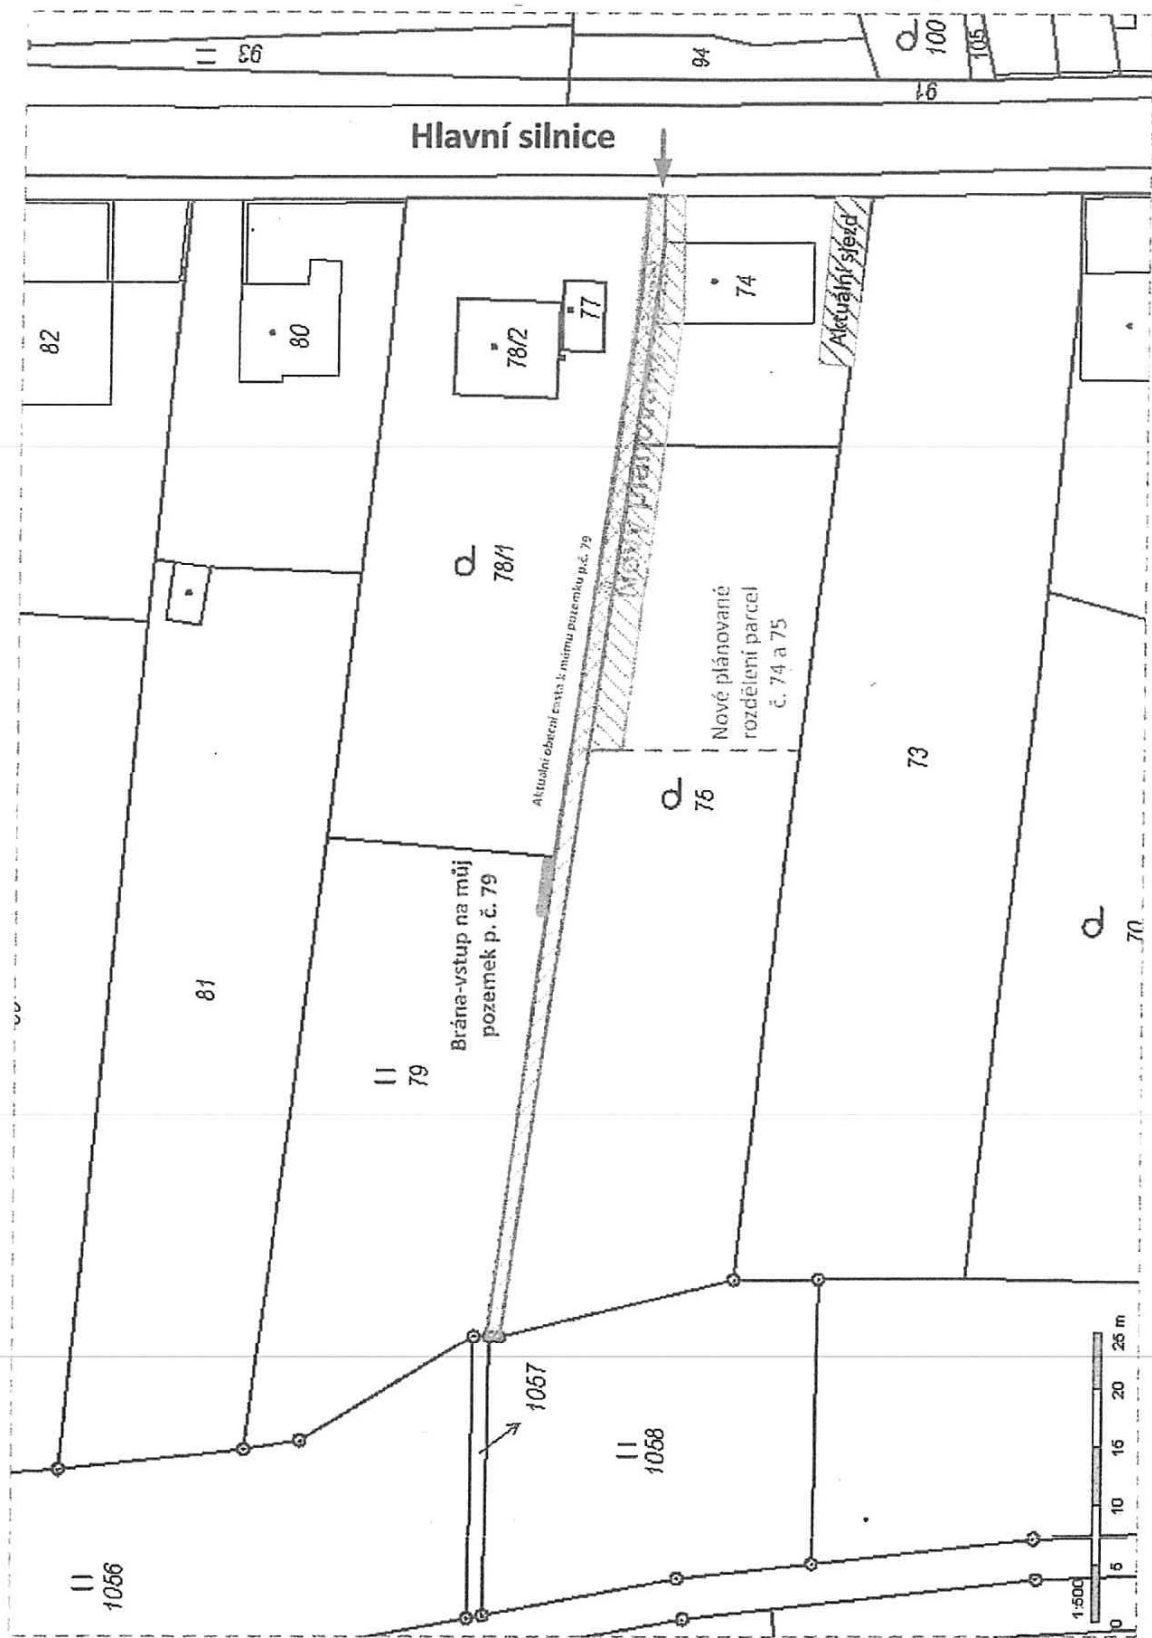 93
94
100
105
91
Hlavní silnice
82
80
78/2
77
74
Aktuální sjezd
Nový
78/1
Aktuální obecní cesta k mému pozemku p.č. 79
Nové plánované
rozdělení parcel
č. 74 a 75
73
75
Brána-vstup na můj
pozemek p. č. 79
70
81
79
1057
1058
1056
1:500
0 5 10 15 20 25 m